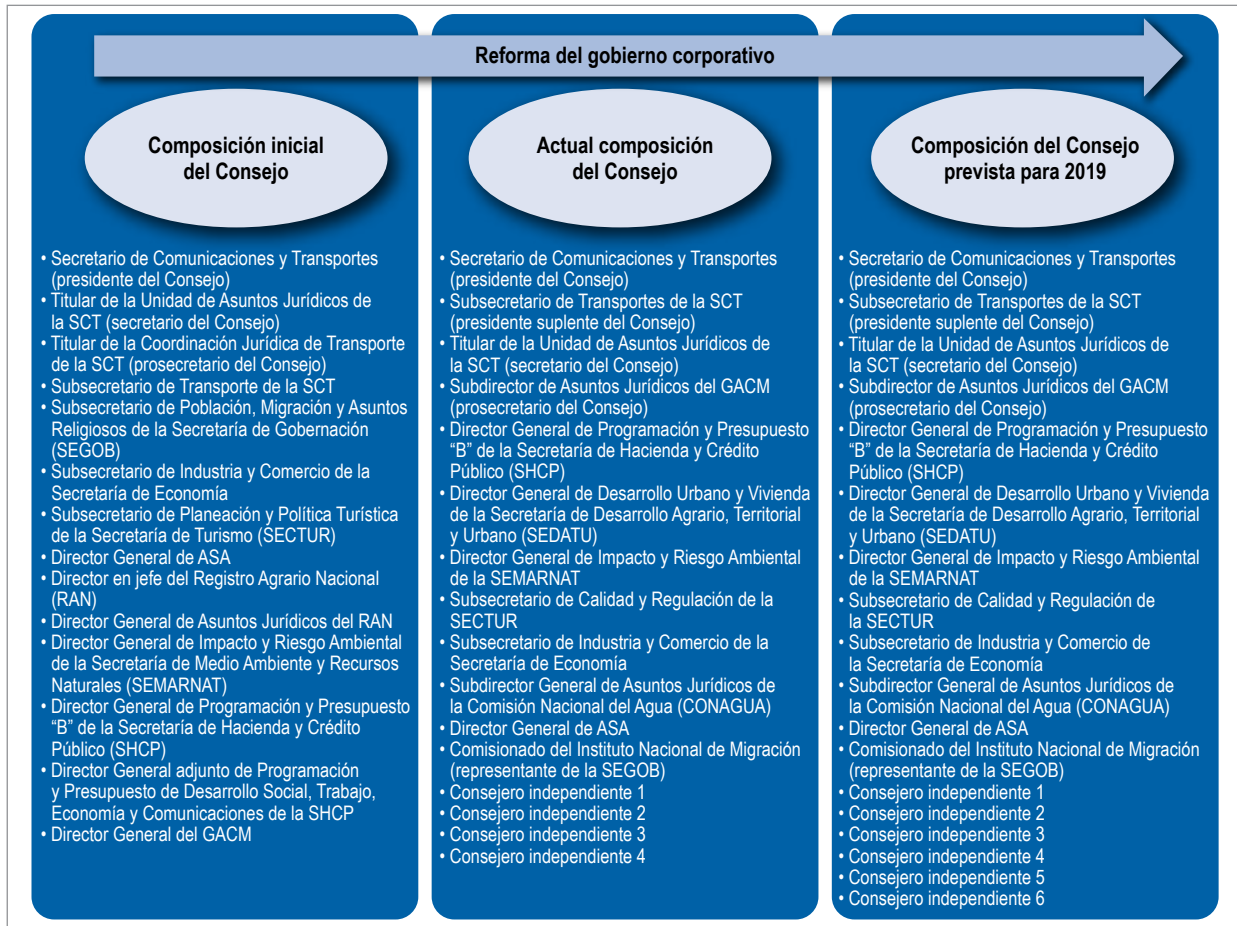 Reforma del gobierno corporativo
Composición inicial
del Consejo
• Secretario de Comunicaciones y Transportes
(presidente del Consejo)
• Titular de la Unidad de Asuntos Jurídicos de
la SCT (secretario del Consejo)
• Titular de la Coordinación Jurídica de Transporte
de la SCT (prosecretario del Consejo)
• Subsecretario de Transporte de la SCT
• Subsecretario de Población, Migración y Asuntos
Religiosos de la Secretaría de Gobernación
(SEGOB)
• Subsecretario de Industria y Comercio de la
Secretaría de Economía
• Subsecretario de Planeación y Política Turística
de la Secretaría de Turismo (SECTUR)
• Director General de ASA
• Director en jefe del Registro Agrario Nacional
(RAN)
• Director General de Asuntos Jurídicos del RAN
• Director General de Impacto y Riesgo Ambiental
de la Secretaría de Medio Ambiente y Recursos
Naturales (SEMARNAT)
• Director General de Programación y Presupuesto
“B” de la Secretaría de Hacienda y Crédito
Público (SHCP)
• Director General adjunto de Programación
y Presupuesto de Desarrollo Social, Trabajo,
Economía y Comunicaciones de la SHCP
• Director General del GACM
Actual composición
del Consejo
• Secretario de Comunicaciones y Transportes
(presidente del Consejo)
• Subsecretario de Transportes de la SCT
(presidente suplente del Consejo)
• Titular de la Unidad de Asuntos Jurídicos de
la SCT (secretario del Consejo)
• Subdirector de Asuntos Jurídicos del GACM
(prosecretario del Consejo)
• Director General de Programación y Presupuesto
“B” de la Secretaría de Hacienda y Crédito
Público (SHCP)
• Director General de Desarrollo Urbano y Vivienda
de la Secretaría de Desarrollo Agrario, Territorial
y Urbano (SEDATU)
• Director General de Impacto y Riesgo Ambiental
de la SEMARNAT
• Subsecretario de Calidad y Regulación de la
SECTUR
• Subsecretario de Industria y Comercio de la
Secretaría de Economía
• Subdirector General de Asuntos Jurídicos de
la Comisión Nacional del Agua (CONAGUA)
• Director General de ASA
• Comisionado del Instituto Nacional de Migración
(representante de la SEGOB)
• Consejero independiente 1
• Consejero independiente 2
• Consejero independiente 3
• Consejero independiente 4
Composición del Consejo
prevista para 2019
• Secretario de Comunicaciones y Transportes
(presidente del Consejo)
• Subsecretario de Transportes de la SCT
(presidente suplente del Consejo)
• Titular de la Unidad de Asuntos Jurídicos de
la SCT (secretario del Consejo)
• Subdirector de Asuntos Jurídicos del GACM
(prosecretario del Consejo)
• Director General de Programación y Presupuesto
“B” de la Secretaría de Hacienda y Crédito
Público (SHCP)
• Director General de Desarrollo Urbano y Vivienda
de la Secretaría de Desarrollo Agrario, Territorial
y Urbano (SEDATU)
• Director General de Impacto y Riesgo Ambiental
de la SEMARNAT
• Subsecretario de Calidad y Regulación de
la SECTUR
• Subsecretario de Industria y Comercio de
la Secretaría de Economía
• Subdirector General de Asuntos Jurídicos de
la Comisión Nacional del Agua (CONAGUA)
• Director General de ASA
• Comisionado del Instituto Nacional de Migración
(representante de la SEGOB)
• Consejero independiente 1
• Consejero independiente 2
• Consejero independiente 3
• Consejero independiente 4
• Consejero independiente 5
• Consejero independiente 6